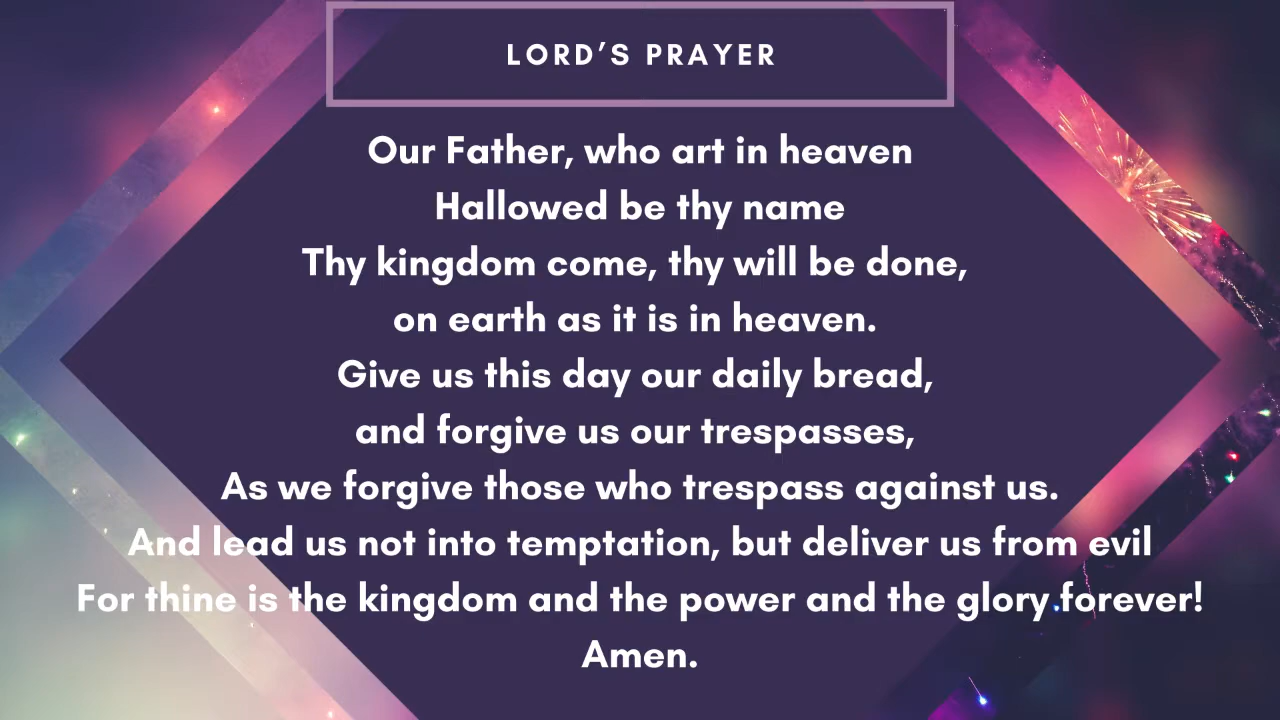 LORD’S PRAYER
Our Father, who art in heaven
Hallowed be thy name
Thy kingdom come, thy will be done,
on earth as it is in heaven.
Give us this day our daily bread,
and forgive us our trespasses,
As we forgive those who trespass against us.
And lead us not into temptation, but deliver us from evil
For thine is the kingdom and the power and the glory forever!
Amen.